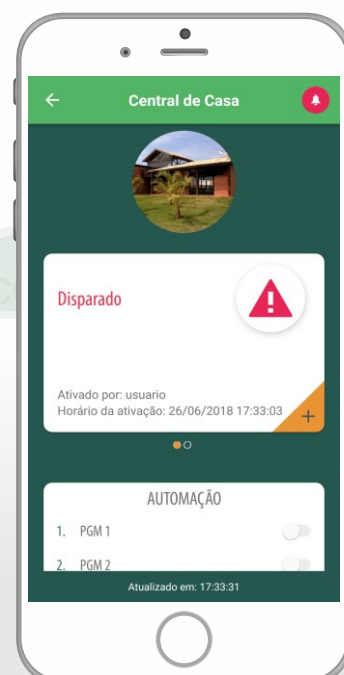 Central de Casa
Disparado
Ativado por: usuario
Horário da ativação: 26/06/2018 17:33:03
AUTOMAÇÃO
1. PGM 1
2. PGM 2
Atualizado em: 17:33:31